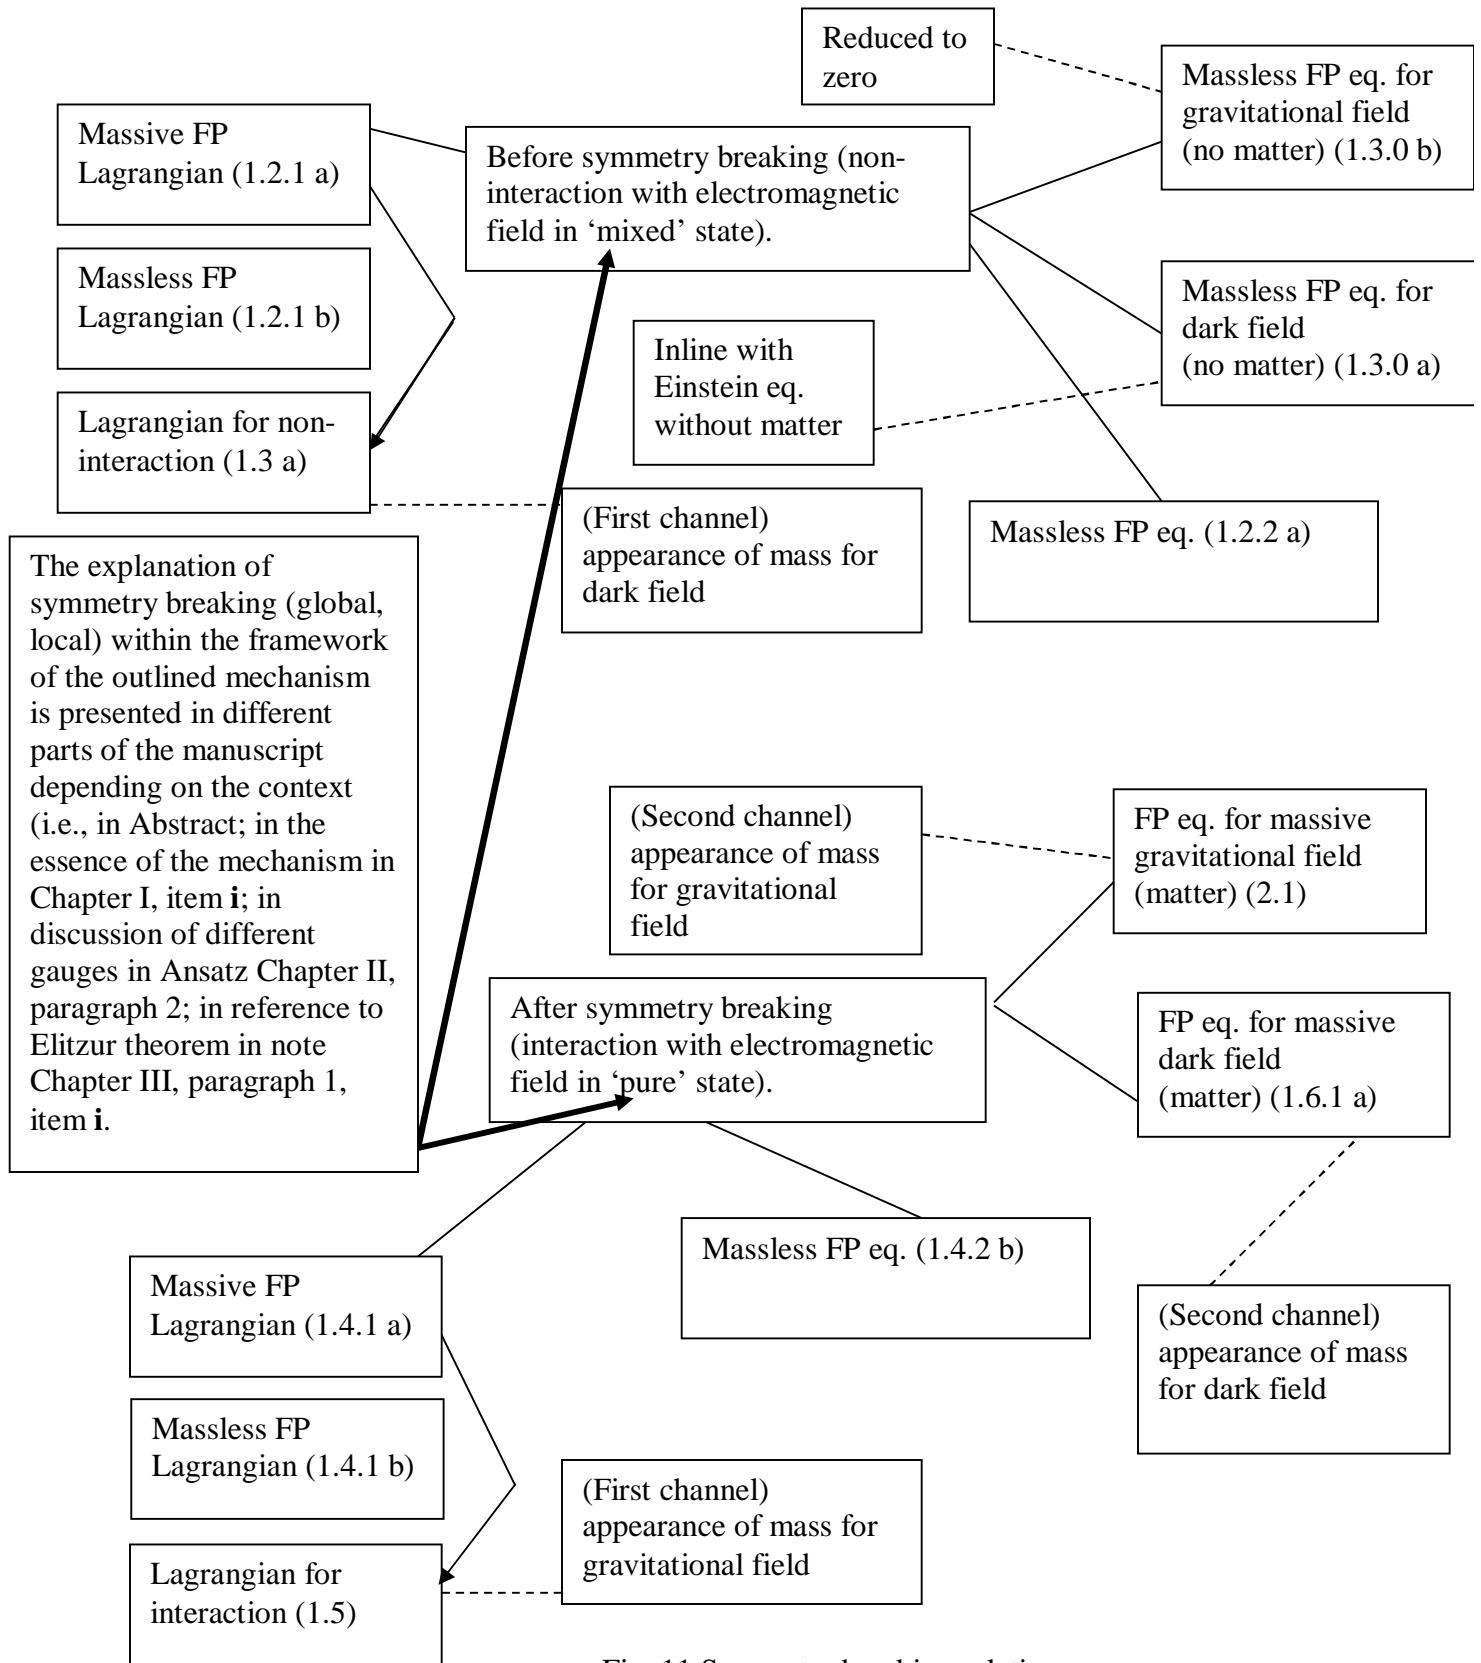 Reduced to
zero
Massless FP eq. for
gravitational field
(no matter) (1.3.0 b)
Massive FP
Lagrangian (1.2.1 a)
Before symmetry breaking (non-
interaction with electromagnetic
field in ‘mixed’ state).
Massless FP
Lagrangian (1.2.1 b)
Massless FP eq. for
dark field
(no matter) (1.3.0 a)
Inline with
Einstein eq.
without matter
Lagrangian for non-
interaction (1.3 a)
(First channel)
appearance of mass for
dark field
Massless FP eq. (1.2.2 a)
The explanation of
symmetry breaking (global,
local) within the framework
of the outlined mechanism
is presented in different
parts of the manuscript
depending on the context
(i.e., in Abstract; in the
essence of the mechanism in
Chapter I, item i; in
discussion of different
gauges in Ansatz Chapter II,
paragraph 2; in reference to
Elitzur theorem in note
Chapter III, paragraph 1,
item i.
(Second channel)
appearance of mass
for gravitational
field
FP eq. for massive
gravitational field
(matter) (2.1)
After symmetry breaking
(interaction with electromagnetic
field in ‘pure’ state).
FP eq. for massive
dark field
(matter) (1.6.1 a)
Massless FP eq. (1.4.2 b)
Massive FP
Lagrangian (1.4.1 a)
(Second channel)
appearance of mass
for dark field
Massless FP
Lagrangian (1.4.1 b)
(First channel)
appearance of mass for
gravitational field
Lagrangian for
interaction (1.5)